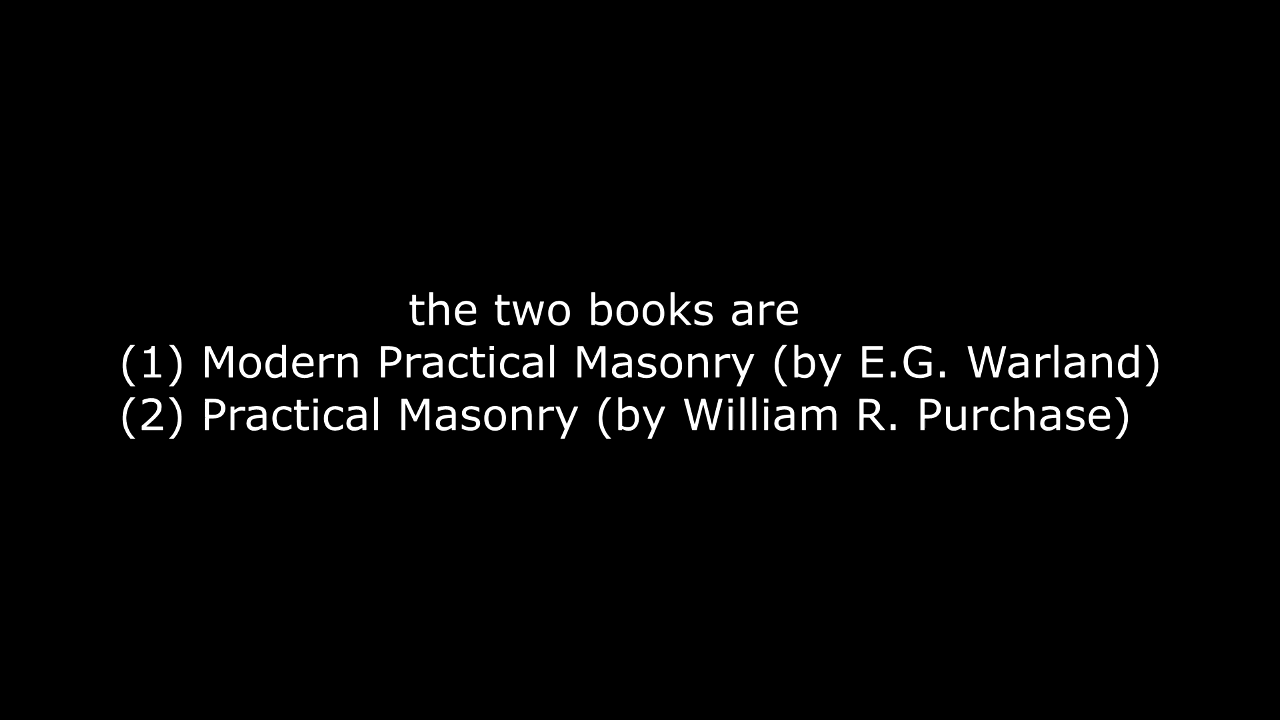 the two books are
(1) Modern Practical Masonry (by E.G. Warland)
(2) Practical Masonry (by William R. Purchase)